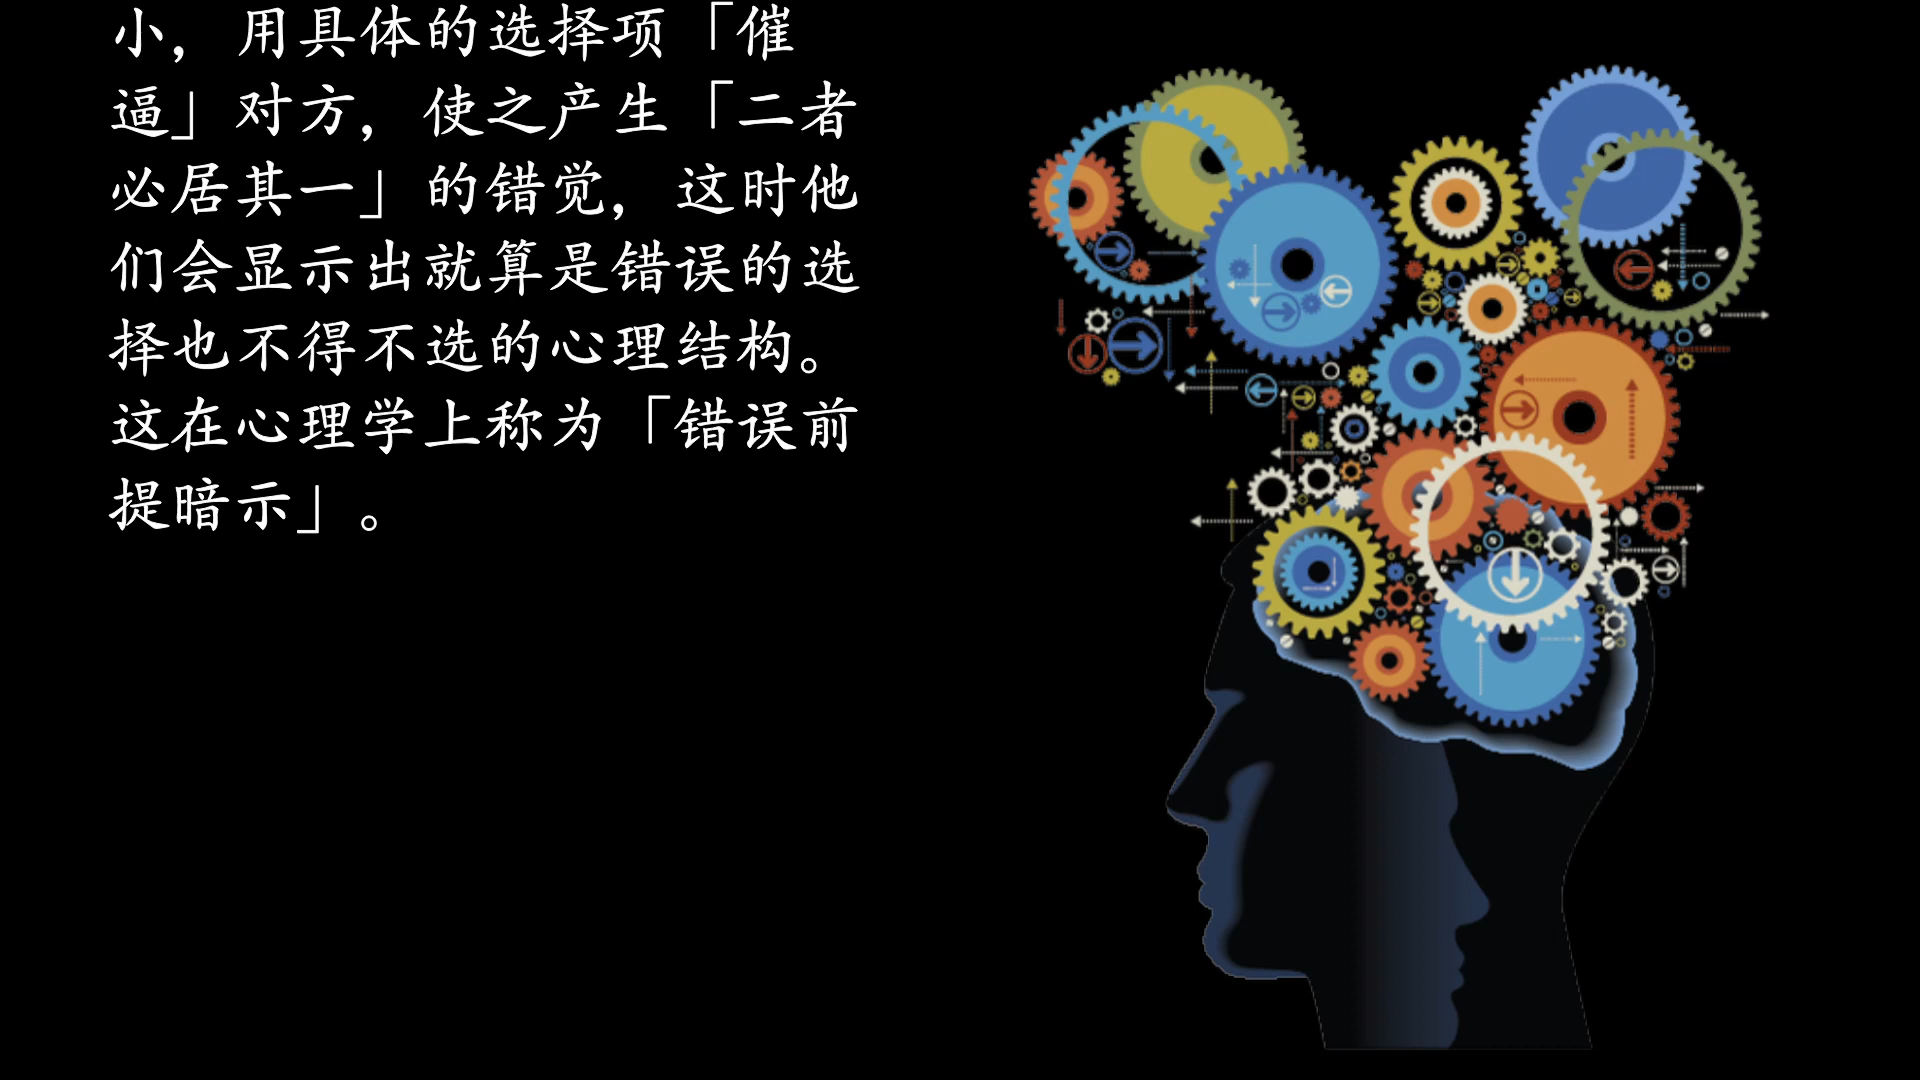 小，用具体的选择项「催
逼」对方，使之产生「二者
必居其一」的错觉，这时他
们会显示出就算是错误的选
择也不得不选的心理结构。
这在心理学上称为「错误前
提暗示」。